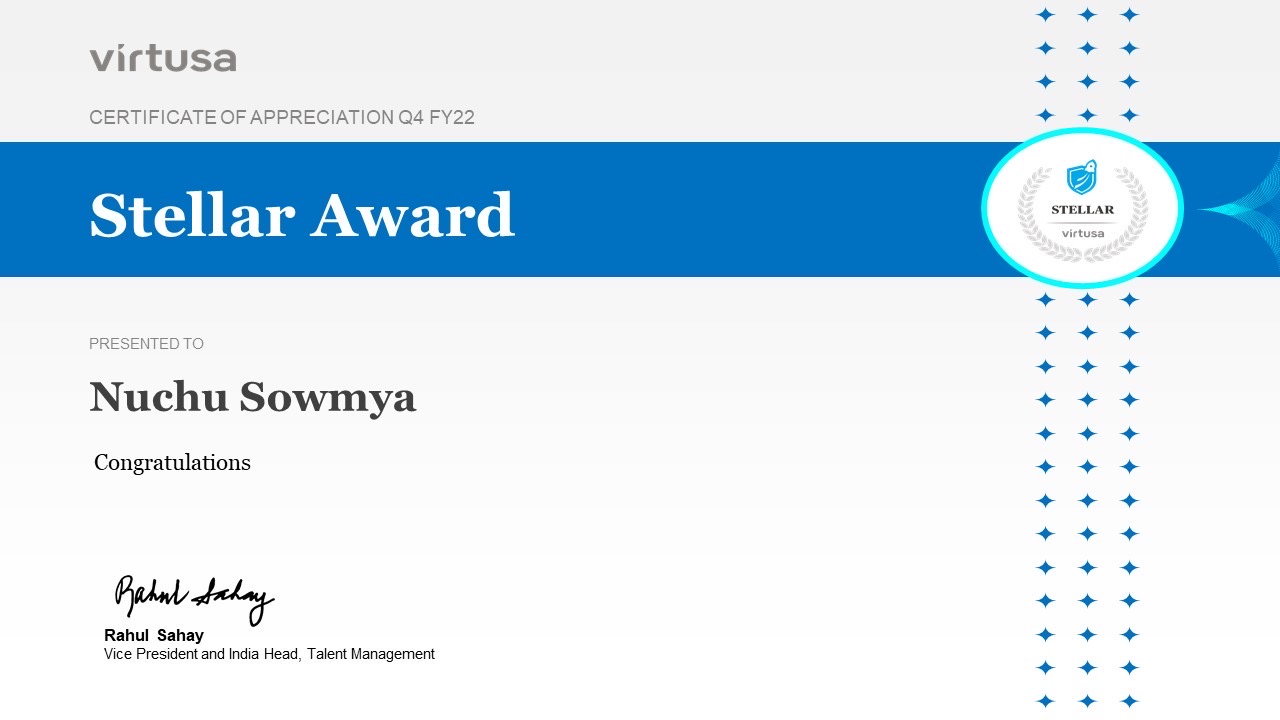 virtusa
CERTIFICATE OF APPRECIATION Q4 FY22
Stellar Award
STELLAR
virtusa
PRESENTED TO
Nuchu Sowmya
Congratulations
Rahul Sahay
Rahul Sahay
Vice President and India Head, Talent Management